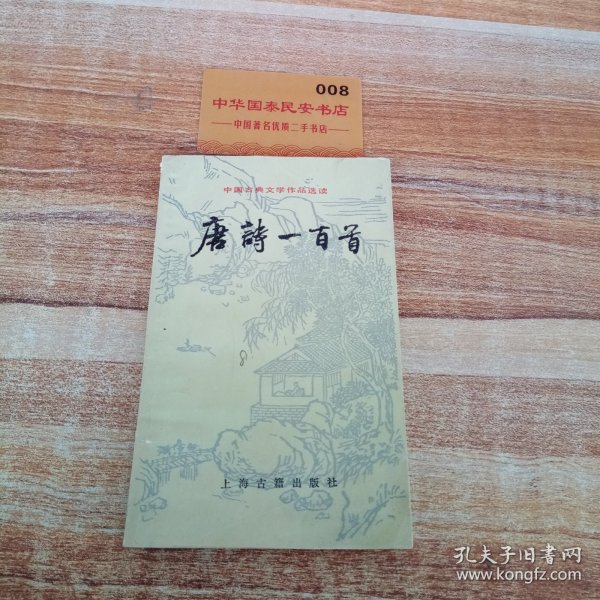 008
中华国泰民安书店
——中国著名优质二手书店——
中国古典文学作品选读
唐詩一百首
8
上海古籍出版社
孔夫子旧书网
www.kongfz.com